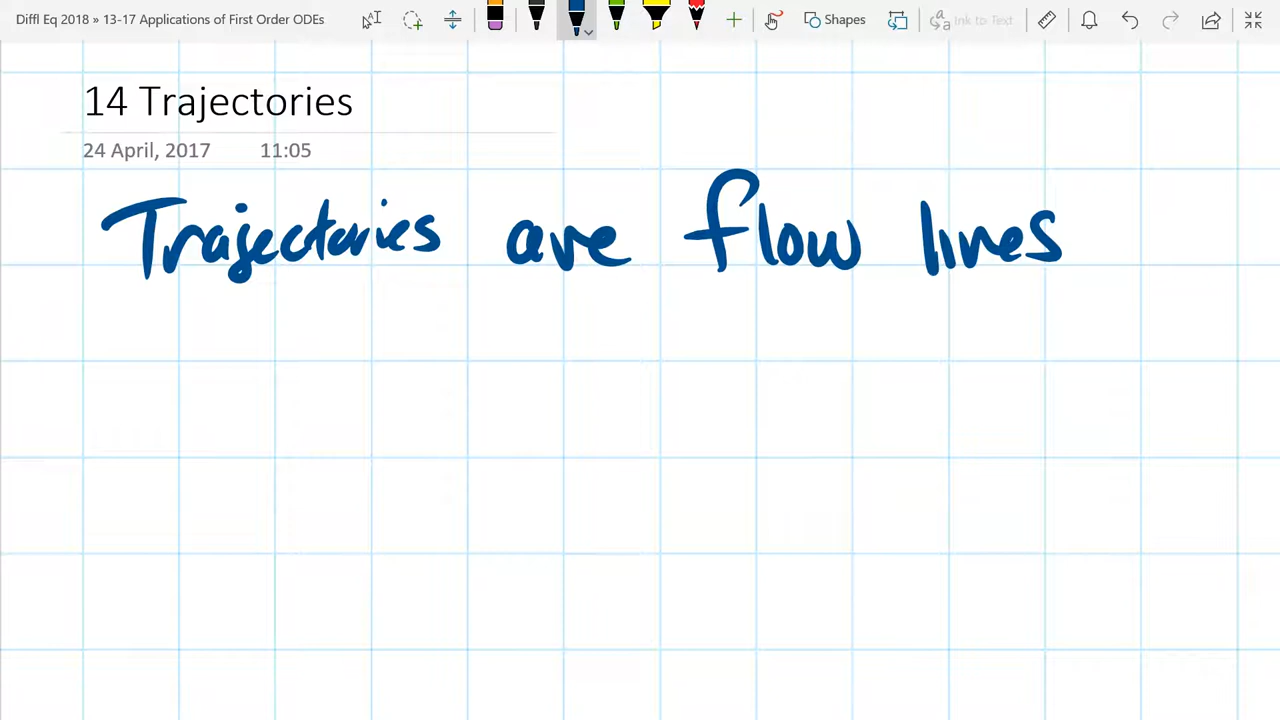 Diffl Eq 2018 » 13-17 Applications of First Order ODEs
Shapes
Ink to Text
14 Trajectories
24 April, 2017 11:05
Trajectories are flow lines